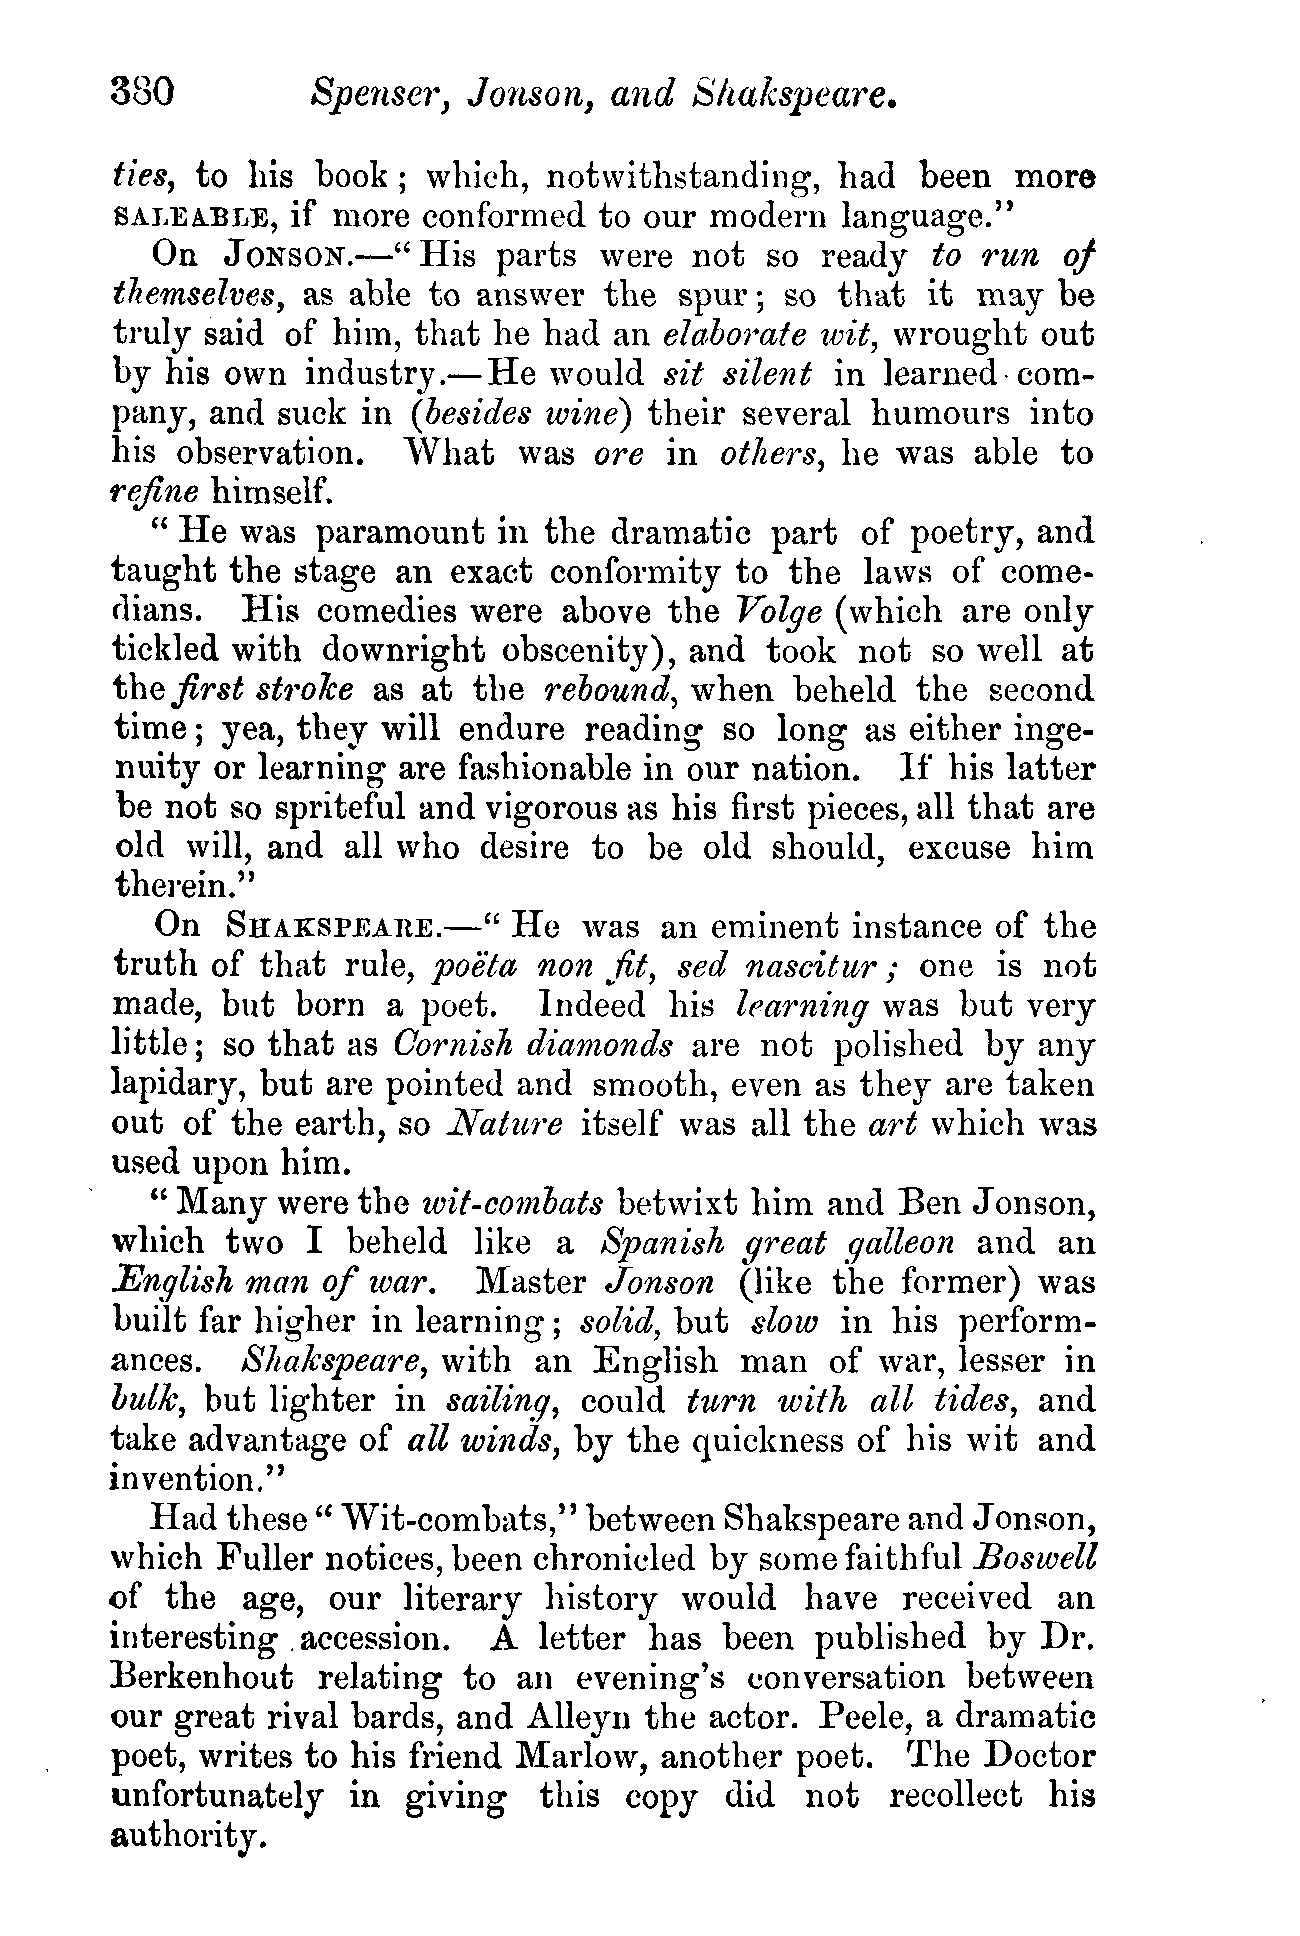 380 Spenser, Jonson, and Shakspeare.
ties, to his book ; which, notwithstanding, had been more
SALEABLE, if more conformed to our modern language."
On JONSON.—" His parts were not so ready to run of
themselves, as able to answer the spur ; so that it may be
truly said of him, that he had an elaborate wit, wrought out
by his own industry.—He would sit silent in learned com-
pany, and suck in (besides wine) their several humours into
his observation. What was ore in others, he was able to
refine himself.
" He was paramount in the dramatic part of poetry, and
taught the stage an exact conformity to the laws of come-
dians. His comedies were above the Volge (which are only
tickled with downright obscenity), and took not so well at
the first stroke as at the rebound, when beheld the second
time ; yea, they will endure reading so long as either inge-
nuity or learning are fashionable in our nation. If his latter
be not so spriteful and vigorous as his first pieces, all that are
old will, and all who desire to be old should, excuse him
therein."
On SHAKSPEARE.—" He was an eminent instance of the
truth of that rule, poëta non fit, sed nascitur ; one is not
made, but born a poet. Indeed his learning was but very
little ; so that as Cornish diamonds are not polished by any
lapidary, but are pointed and smooth, even as they are taken
out of the earth, so Nature itself was all the art which was
used upon him.
" Many were the wit-combats betwixt him and Ben Jonson,
which two I beheld like a Spanish great galleon and an
English man of war. Master Jonson (like the former) was
built far higher in learning ; solid, but slow in his perform-
ances. Shakspeare, with an English man of war, lesser in
bulk, but lighter in sailing, could turn with all tides, and
take advantage of all winds, by the quickness of his wit and
invention."
Had these " Wit-combats," between Shakspeare and Jonson,
which Fuller notices, been chronicled by some faithful Boswell
of the age, our literary history would have received an
interesting accession. A letter has been published by Dr.
Berkenhout relating to an evening's conversation between
our great rival bards, and Alleyn the actor. Peele, a dramatic
poet, writes to his friend Marlow, another poet. The Doctor
unfortunately in giving this copy did not recollect his
authority.